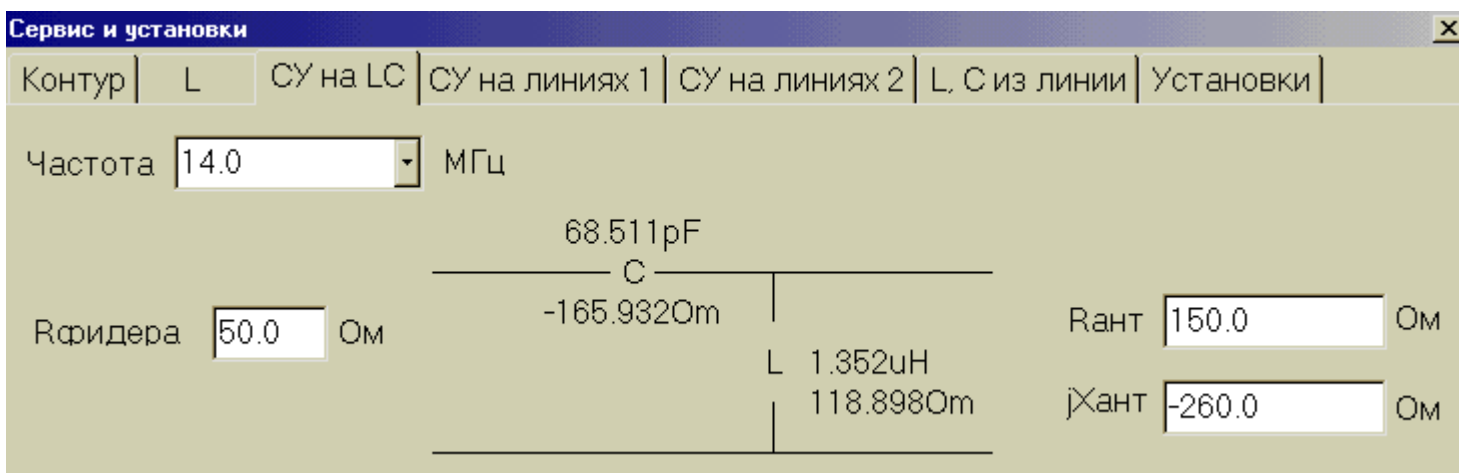 Сервис и установки
Контур L СУ на LC СУ на линиях 1 СУ на линиях 2 L, C из линии Установки
Частота 14.0 МГц
68.511pF
C
-165.932Om
Rфидера 50.0 Ом
Rант 150.0 Ом
L 1.352uH
118.898Om
jXант -260.0 Ом